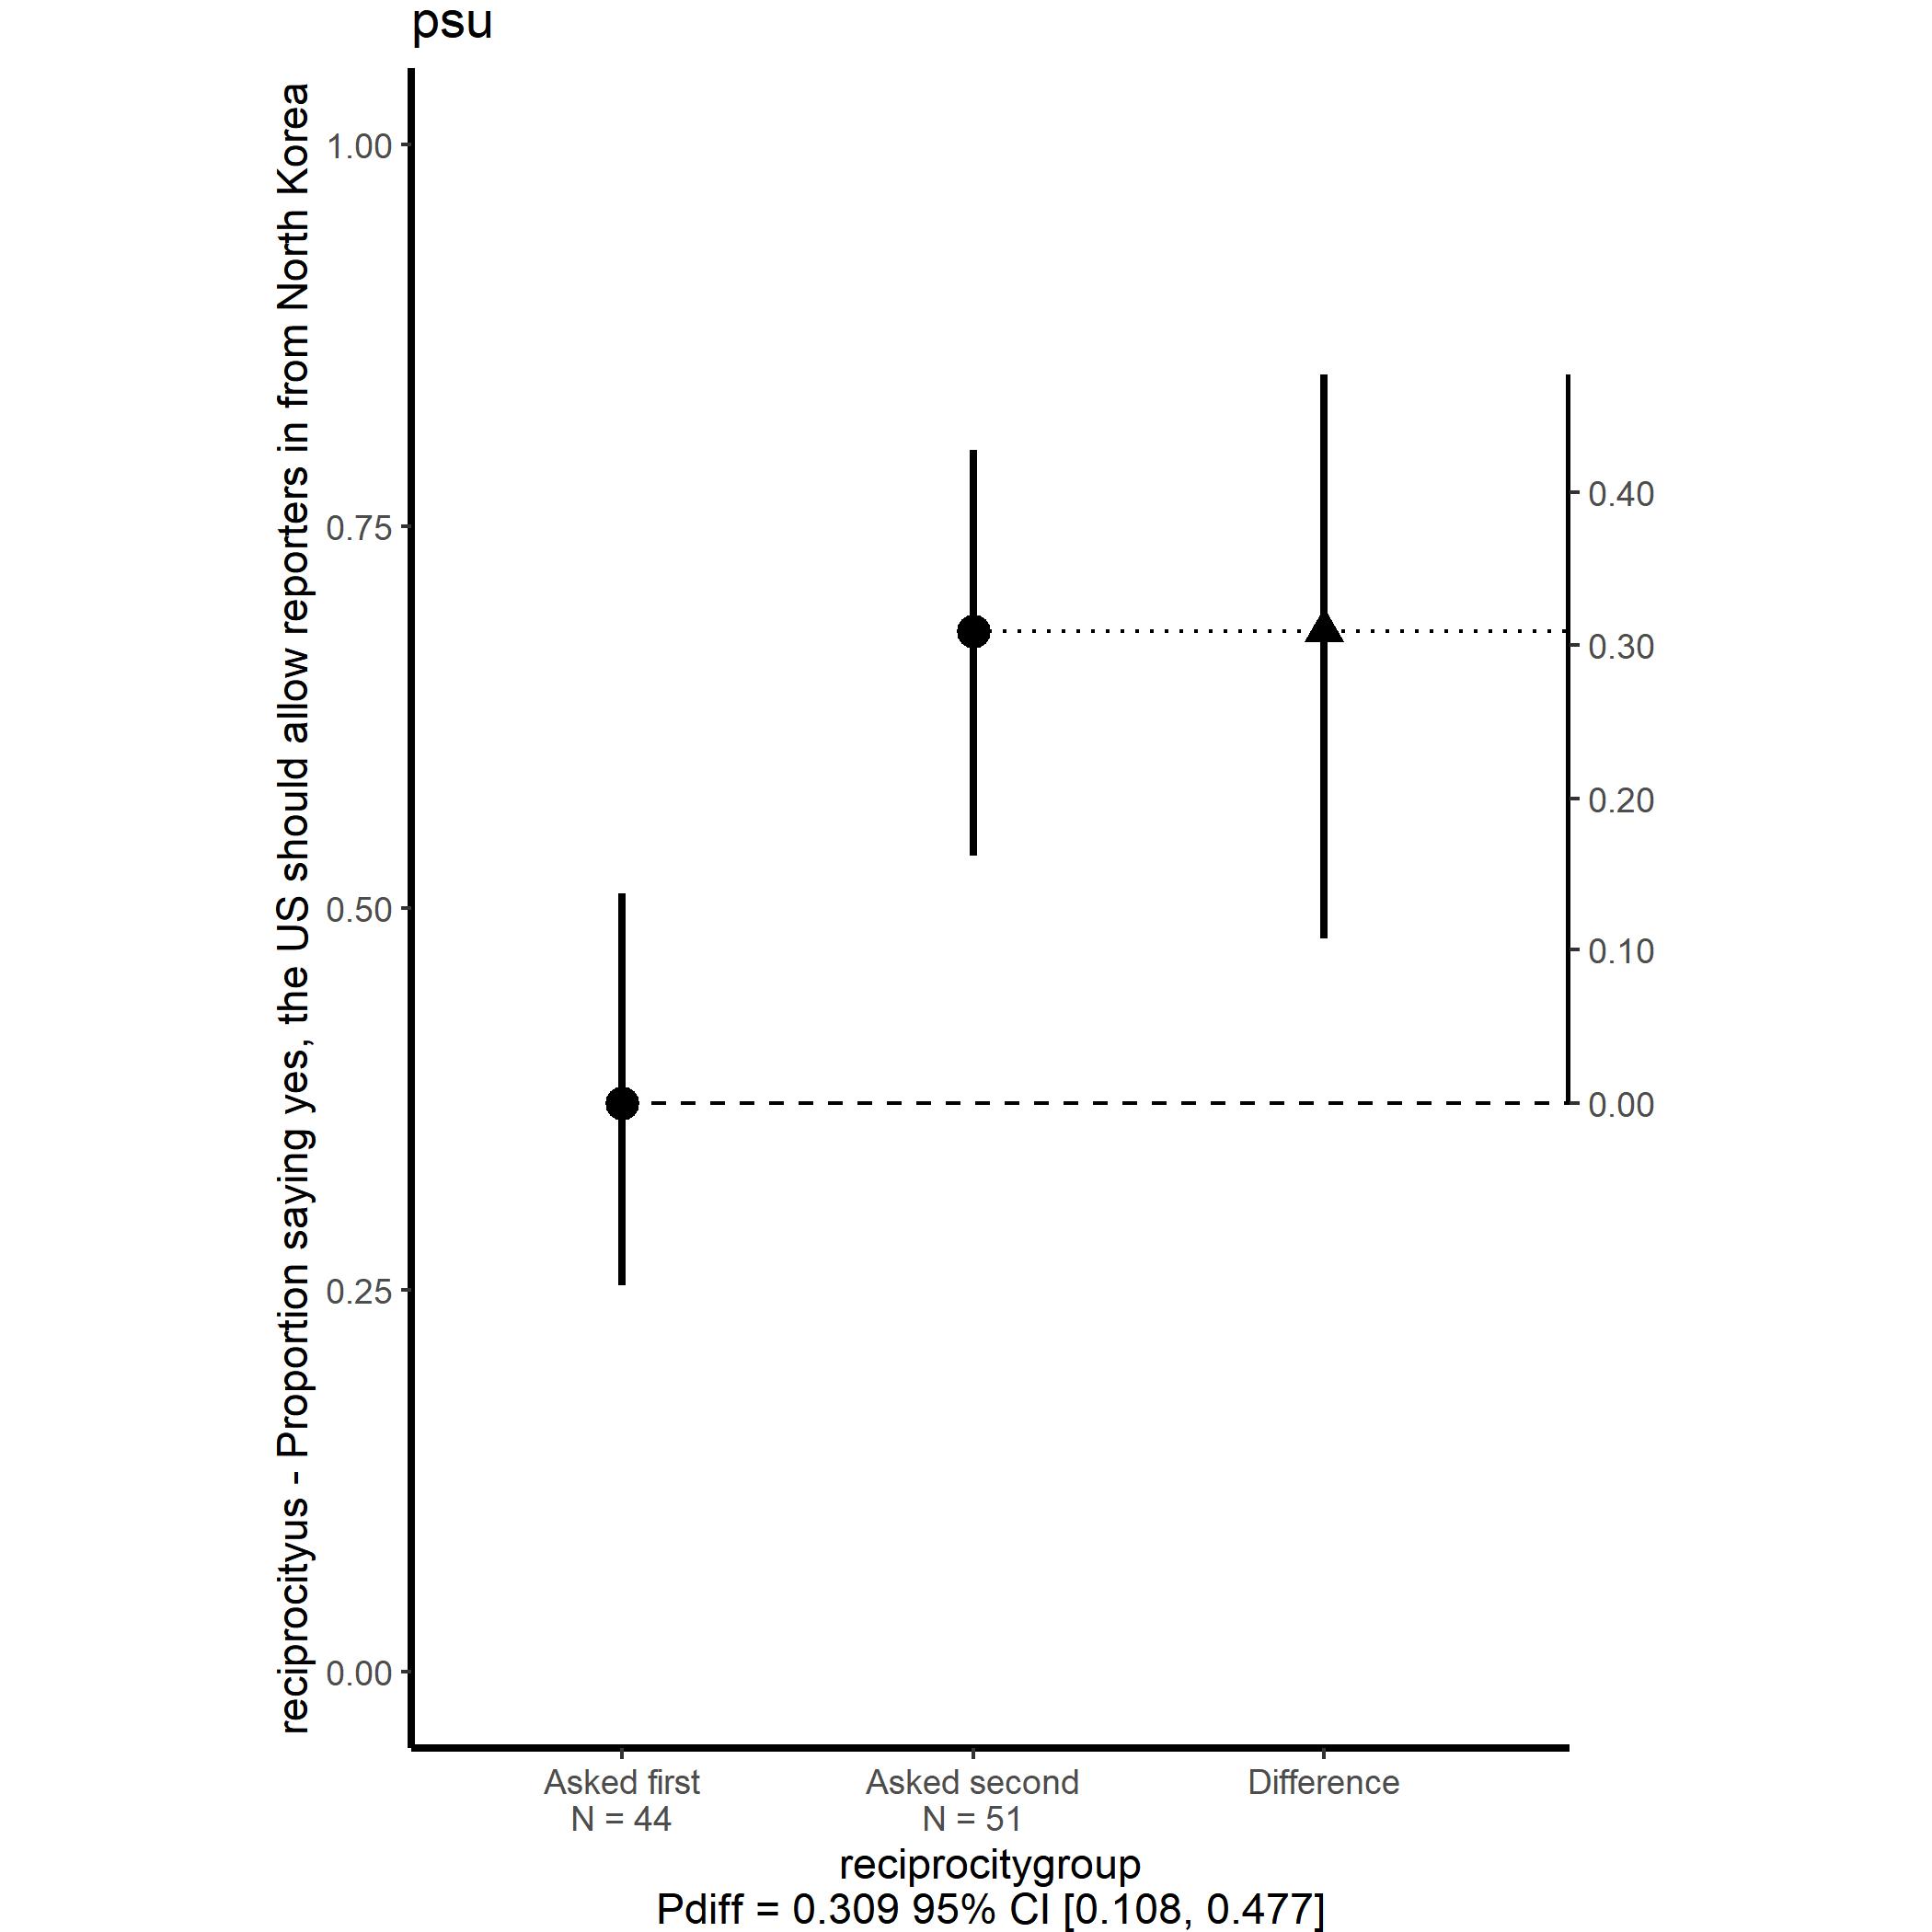 psu
reciprocityus - Proportion saying yes, the US should allow reporters in from North Korea
1.00
0.75
0.50
0.25
0.00
0.40
0.30
0.20
0.10
0.00
Asked first
N = 44
Asked second
N = 51
Difference
reciprocitygroup
Pdiff = 0.309 95% CI [0.108, 0.477]